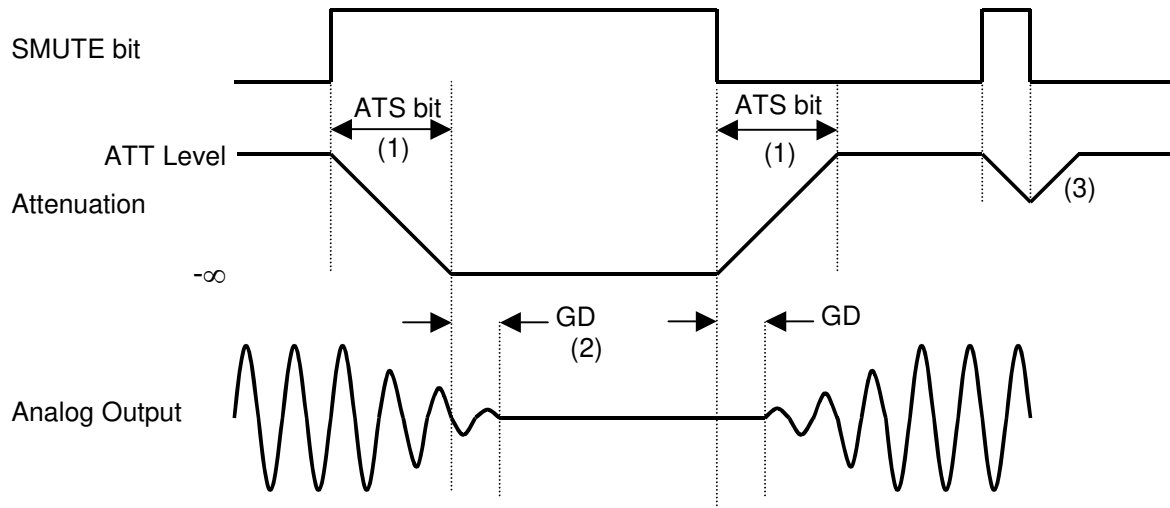 SMUTE bit
ATS bit
(1)
ATS bit
(1)
ATT Level
(3)
Attenuation
-∞
GD
(2)
GD
Analog Output